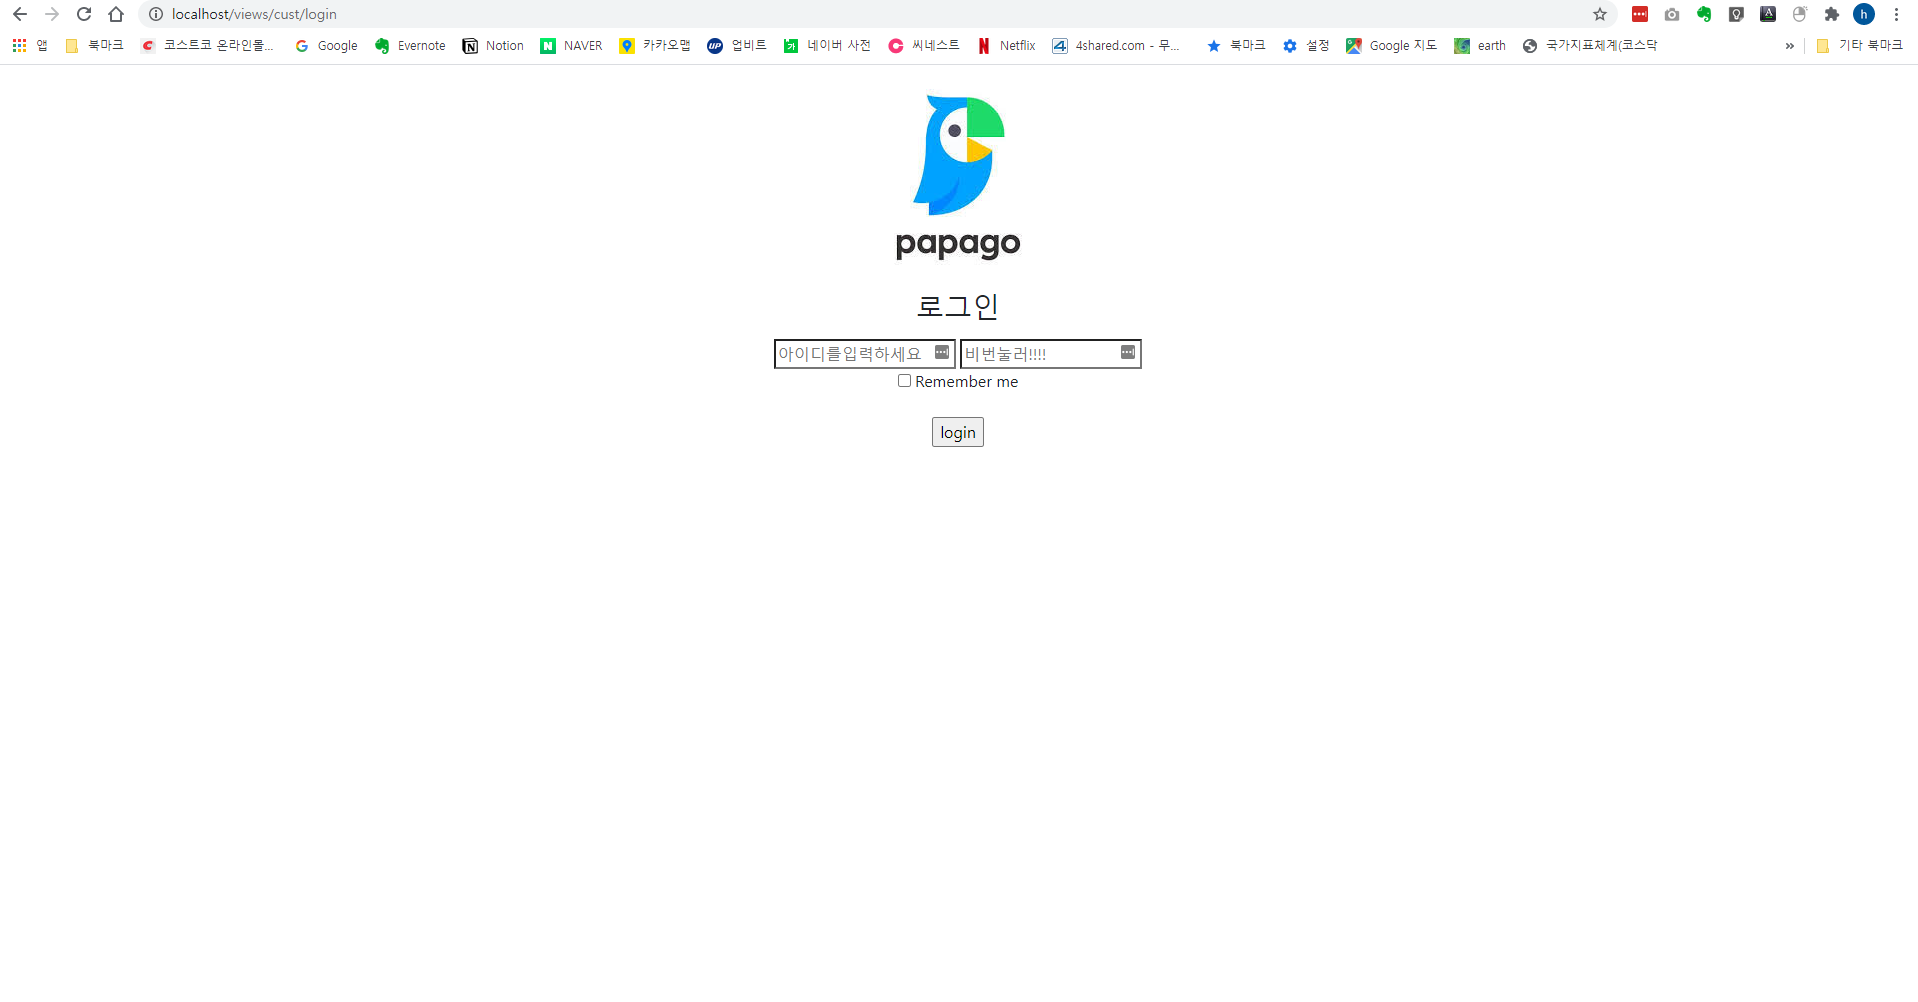 localhost/views/cust/login
h
앱 북마크 코스트코 온라인몰... Google Evernote Notion NAVER 카카오맵 업비트 네이버 사전 씨네스트 Netflix 4shared.com - 무... 북마크 설정 Google 지도 earth 국가지표체계(코스닥 » 기타 북마크
papago
로그인
아이디를입력하세요 비번눌러!!!!
Remember me
login